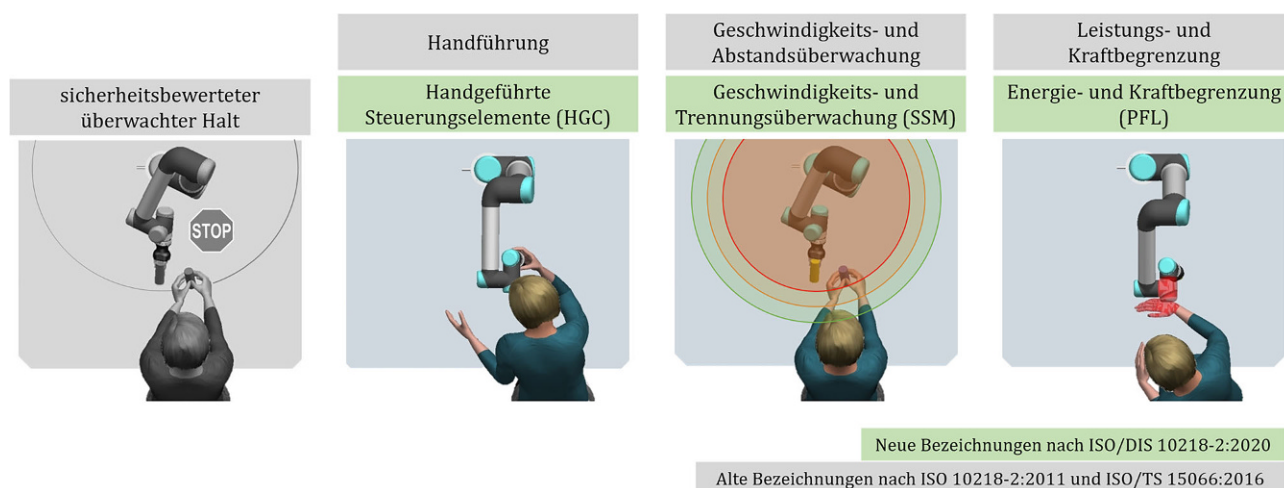 sicherheitsbewerteter
überwachter Halt
STOP
Handführung
Handgeführte
Steuerungselemente (HGC)
Geschwindigkeits- und
Abstandsüberwachung
Geschwindigkeits- und
Trennungsüberwachung (SSM)
Leistungs- und
Kraftbegrenzung
Energie- und Kraftbegrenzung
(PFL)
Neue Bezeichnungen nach ISO/DIS 10218-2:2020
Alte Bezeichnungen nach ISO 10218-2:2011 und ISO/TS 15066:2016